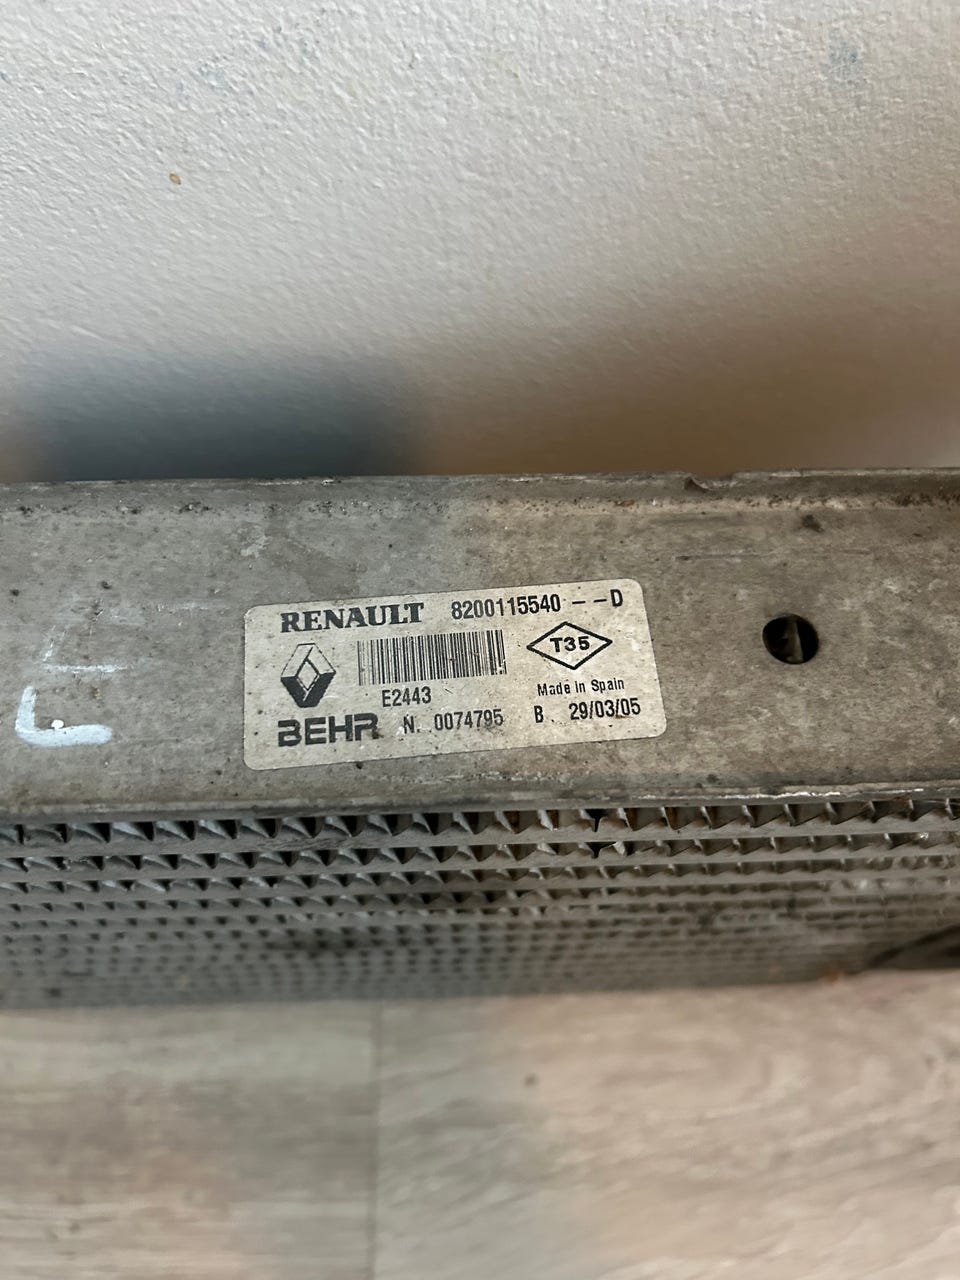 RENAULT 8200115540 - - D
T35
E2443 Made in Spain
BEHR N. 0074795 B 29/03/05